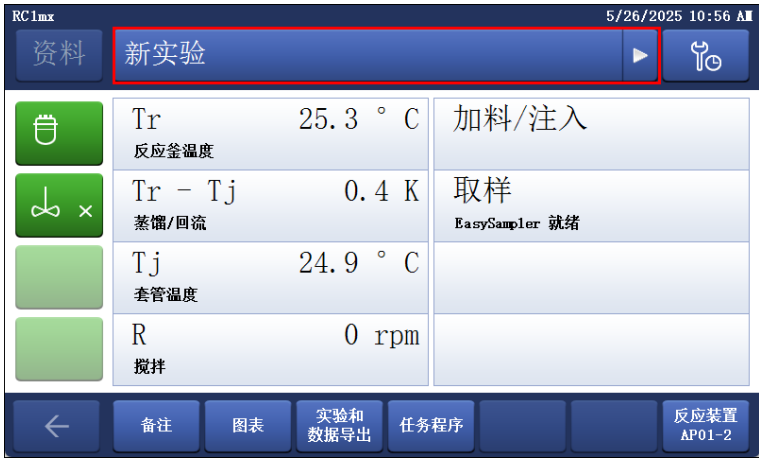 RC1mx 5/26/2025 10:56 AM
资料 新实验
Tr 25.3 °C
反应釜温度
加料/注入
Tr - Tj 0.4 K
蒸馏/回流
取样
EasySampler 就绪
Tj 24.9 °C
套管温度
R 0 rpm
搅拌
备注 图表 实验和 任务程序 反应装置
数据导出 AP01-2